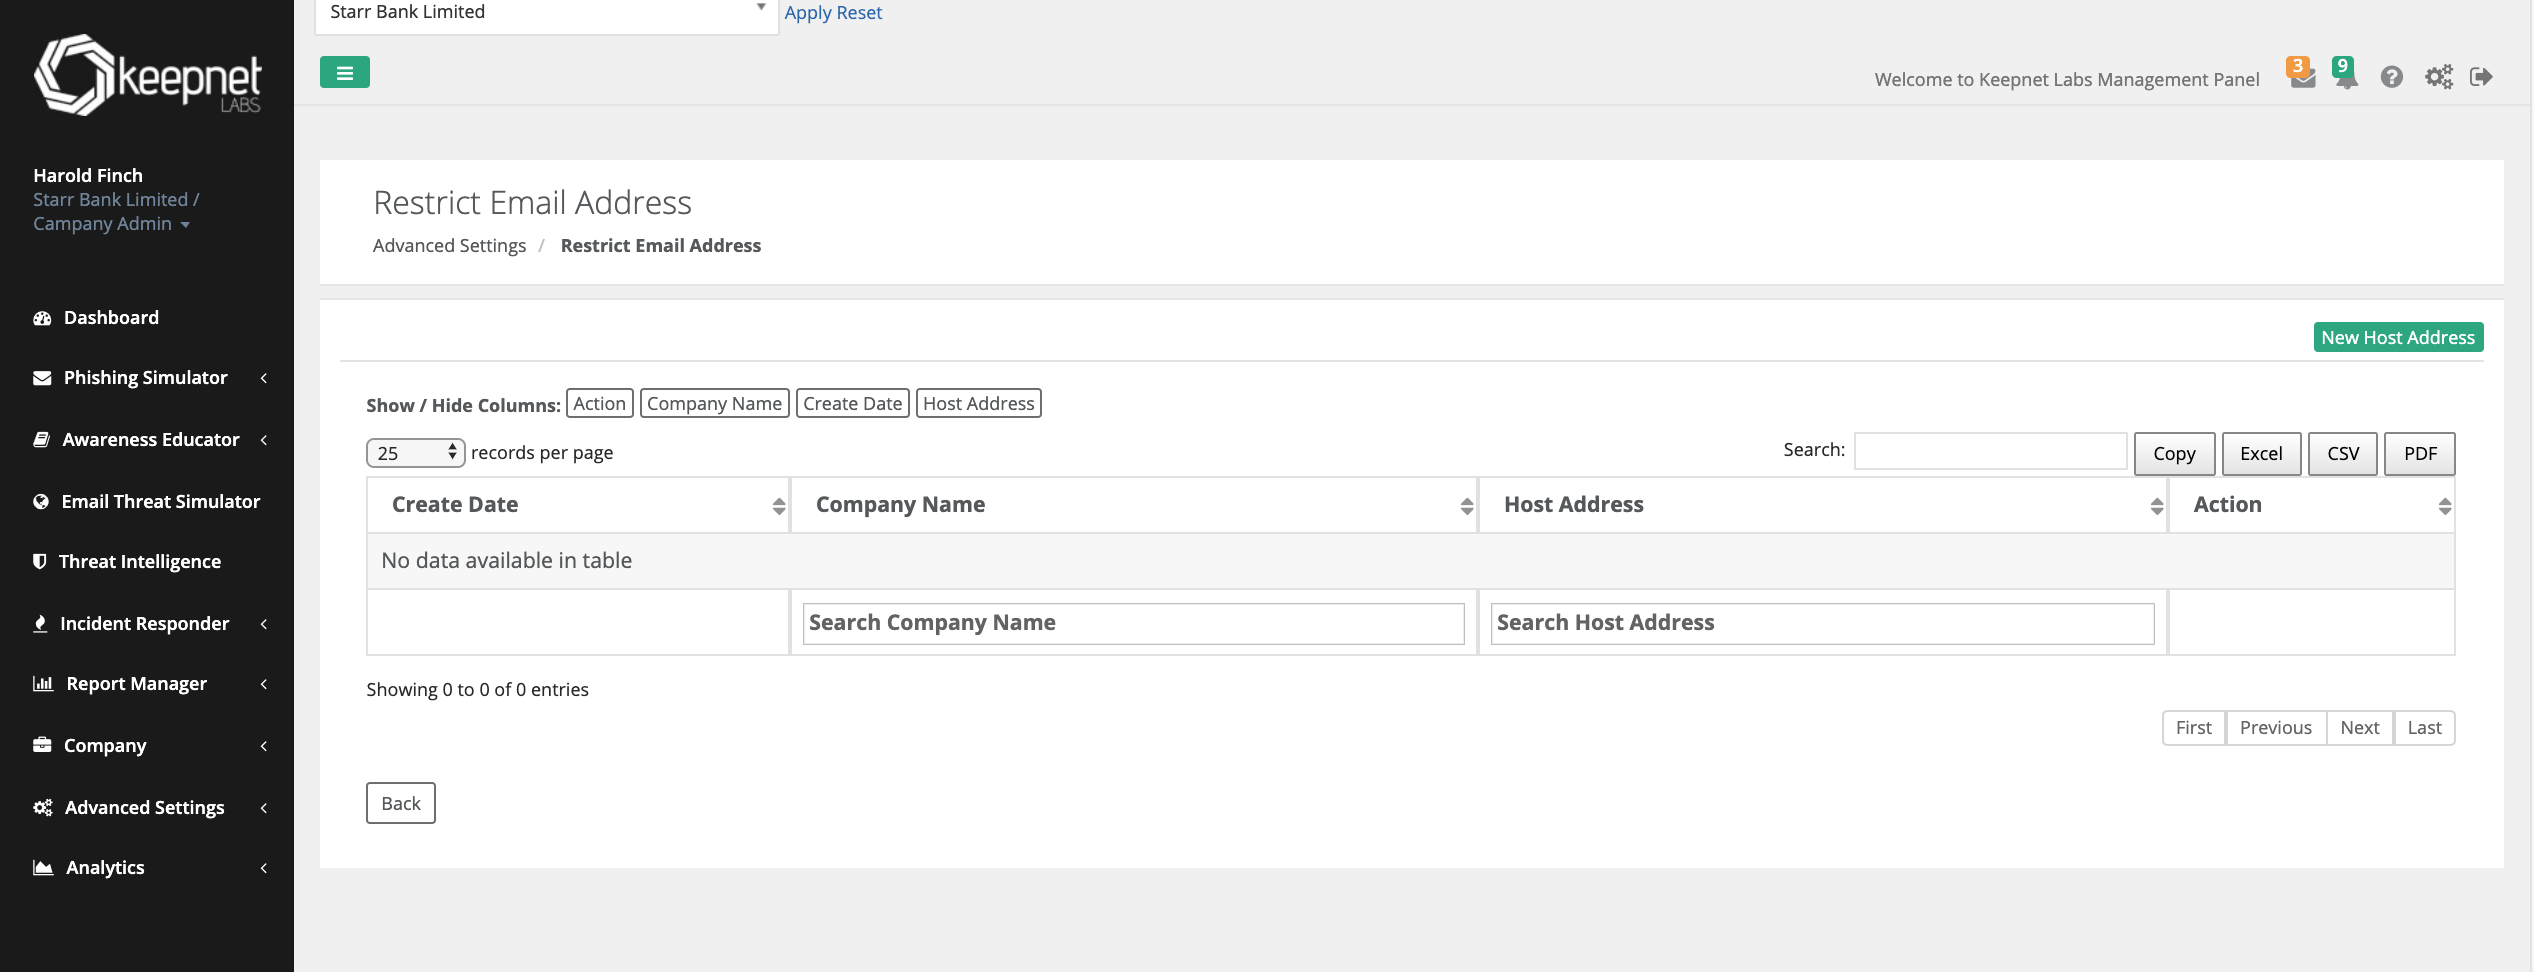 Starr Bank Limited
Apply Reset
keepnet
LABS
Welcome to Keepnet Labs Management Panel
3
9
Harold Finch
Starr Bank Limited /
Campany Admin
Dashboard
Phishing Simulator
Awareness Educator
Email Threat Simulator
Threat Intelligence
Incident Responder
Report Manager
Company
Advanced Settings
Analytics
Restrict Email Address
Advanced Settings / Restrict Email Address
New Host Address
Show / Hide Columns: Action Company Name Create Date Host Address
25 records per page
Search: Copy Excel CSV PDF
Create Date Company Name Host Address Action
No data available in table
Search Company Name Search Host Address
Showing 0 to 0 of 0 entries
First Previous Next Last
Back